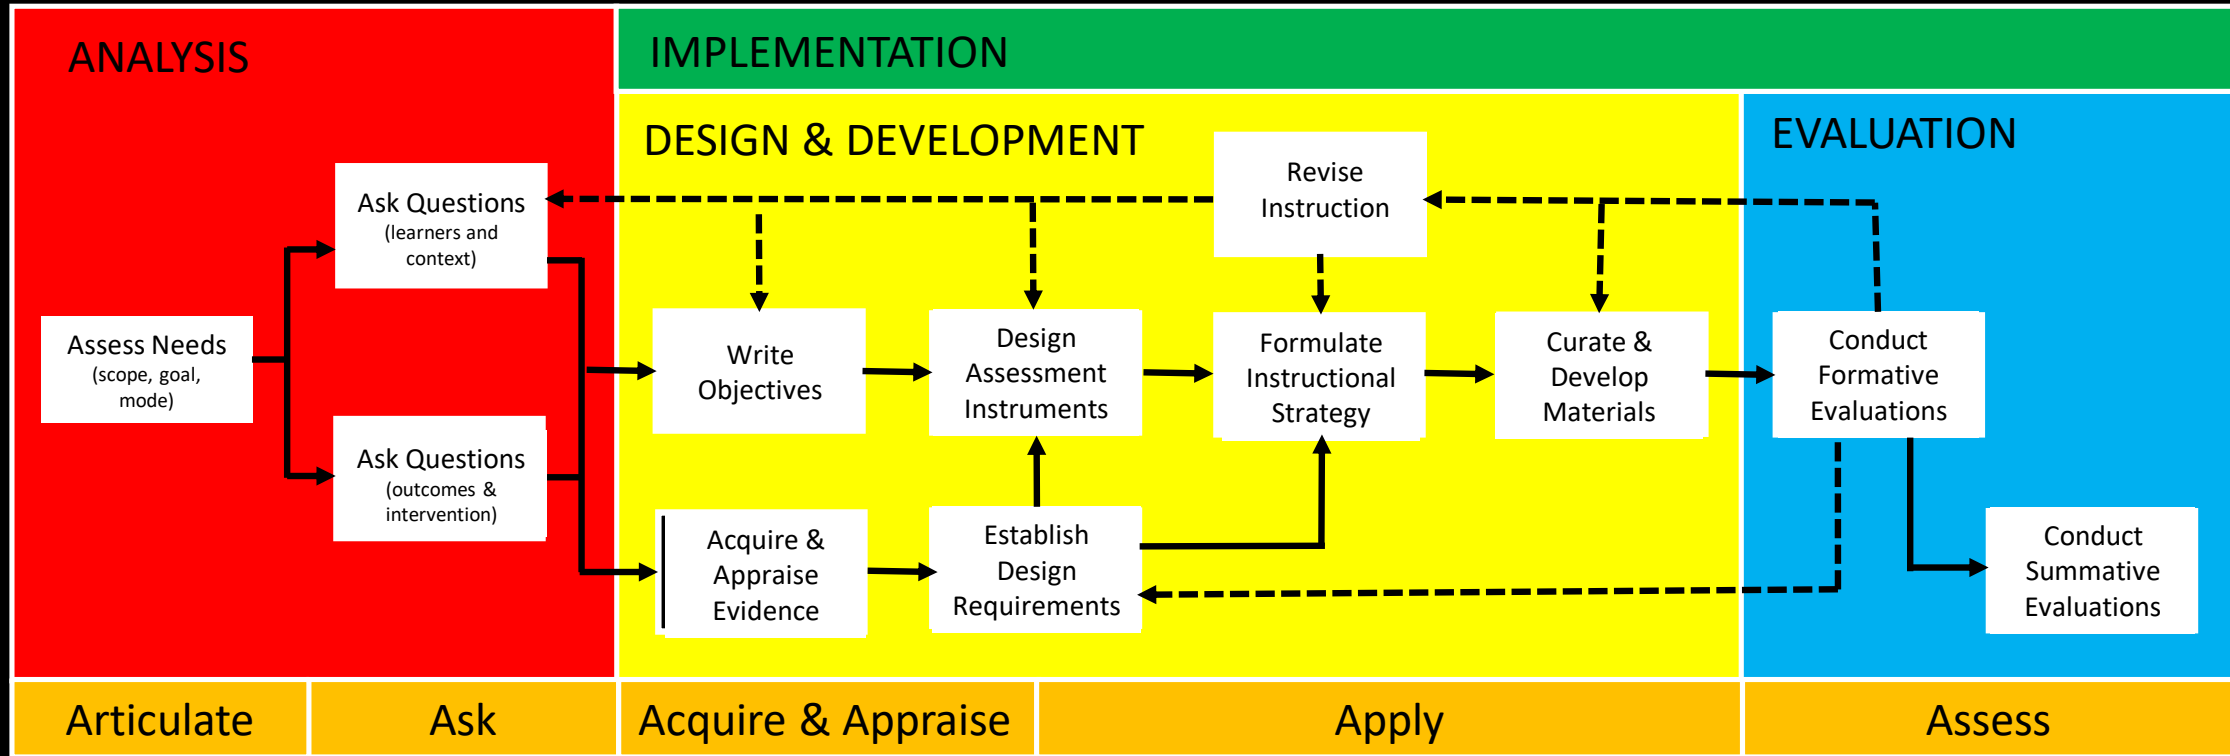 ANALYSIS
IMPLEMENTATION
DESIGN & DEVELOPMENT
EVALUATION
Assess Needs
(scope, goal,
mode)
Ask Questions
(learners and
context)
Ask Questions
(outcomes &
intervention)
Write
Objectives
Design
Assessment
Instruments
Revise
Instruction
Formulate
Instructional
Strategy
Curate &
Develop
Materials
Acquire &
Appraise
Evidence
Establish
Design
Requirements
Conduct
Formative
Evaluations
Conduct
Summative
Evaluations
Articulate
Ask
Acquire & Appraise
Apply
Assess